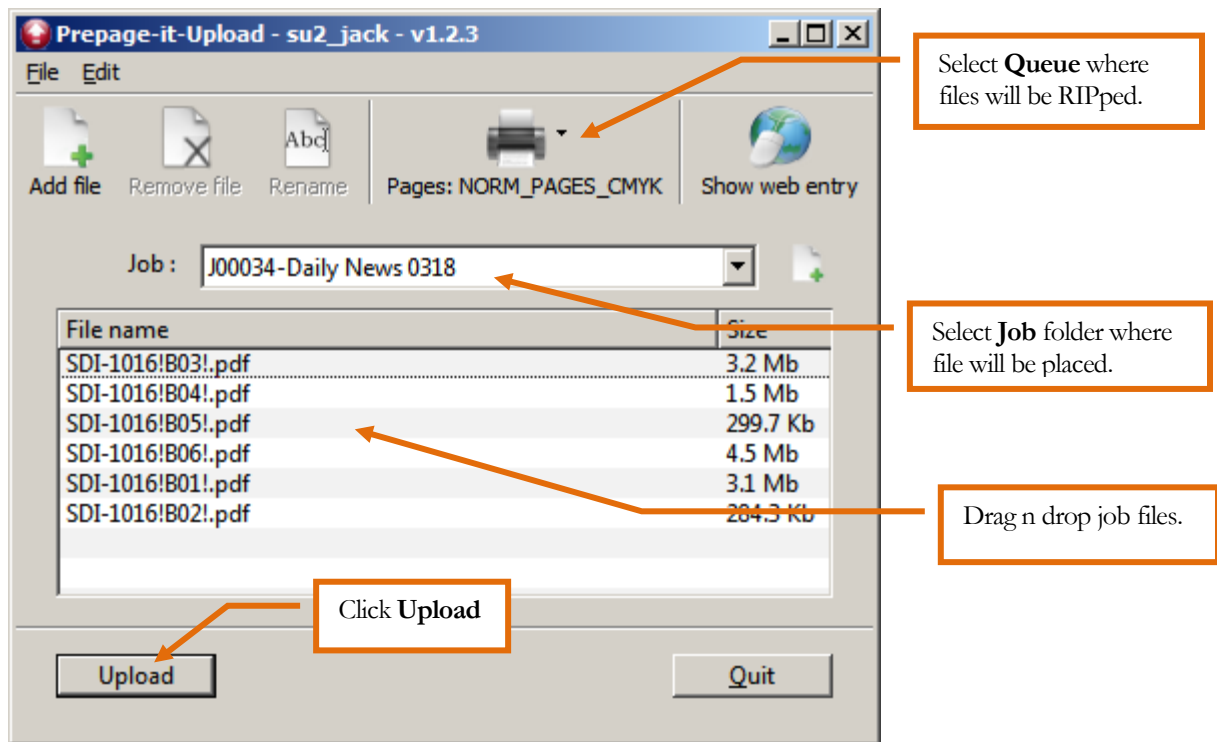 Prepage-it-Upload - su2_jack - v1.2.3
File Edit
Select Queue where
files will be RIPped.
Abc
Add file Remove file Rename Pages: NORM_PAGES_CMYK Show web entry
Job : J00034-Daily News 0318
Select Job folder where
file will be placed.
File name Size
SDI-1016!B03!.pdf 3.2 Mb
SDI-1016!B04!.pdf 1.5 Mb
SDI-1016!B05!.pdf 299.7 Kb
SDI-1016!B06!.pdf 4.5 Mb
SDI-1016!B01!.pdf 3.1 Mb
SDI-1016!B02!.pdf 284.3 Kb
Drag n drop job files.
Click Upload
Upload Quit